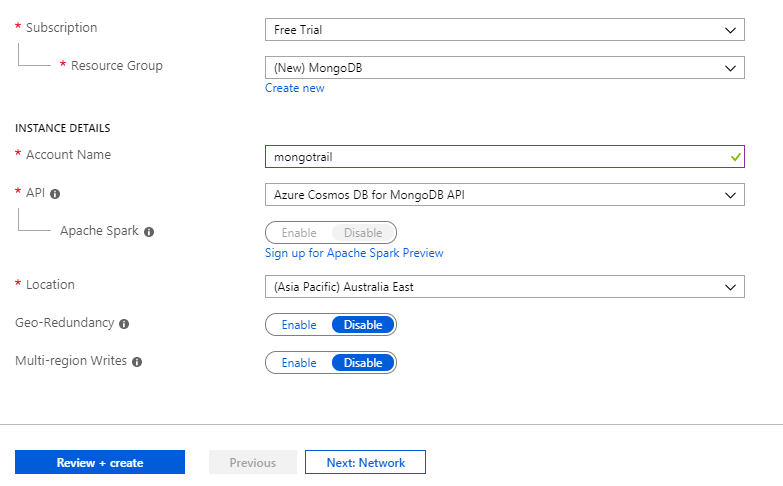 * Subscription
Free Trial
* Resource Group
(New) MongoDB
Create new
INSTANCE DETAILS
* Account Name
mongotrail
* API
Azure Cosmos DB for MongoDB API
Apache Spark
Enable Disable
Sign up for Apache Spark Preview
* Location
(Asia Pacific) Australia East
Geo-Redundancy
Enable Disable
Multi-region Writes
Enable Disable
Review + create
Previous
Next: Network